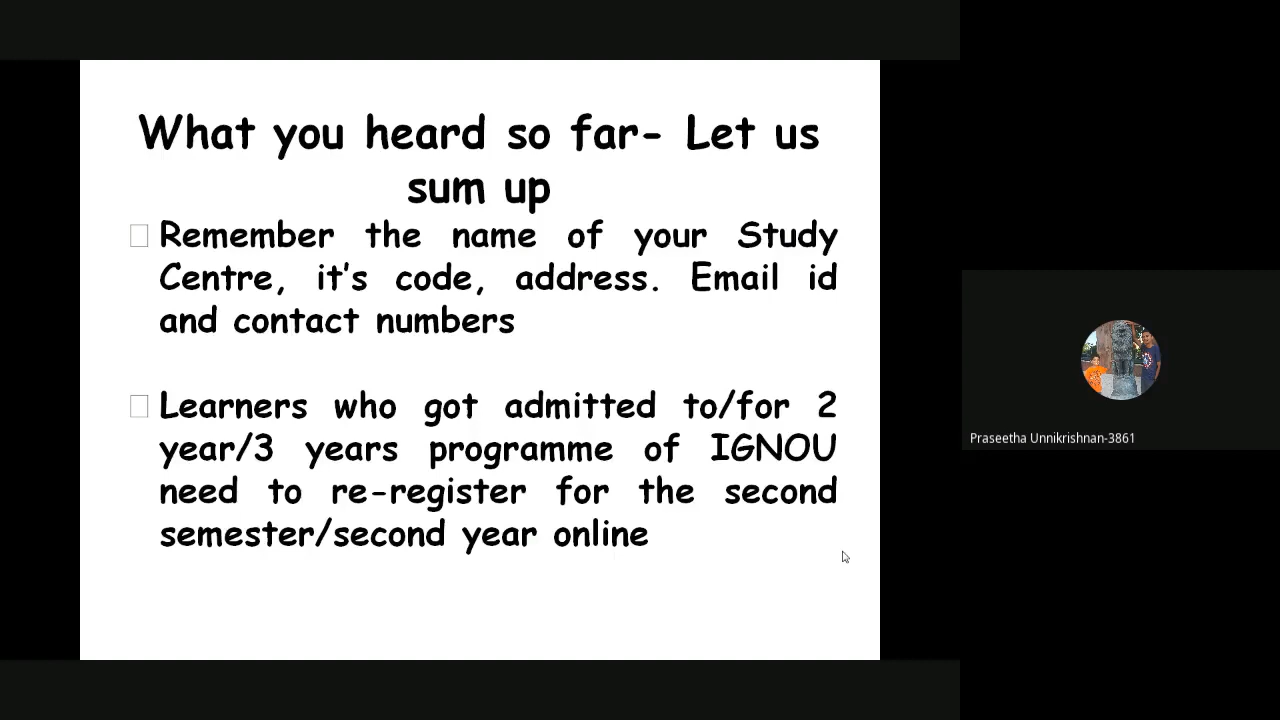 What you heard so far- Let us
sum up
Remember the name of your Study
Centre, it's code, address. Email id
and contact numbers
Learners who got admitted to/for 2
year/3 years programme of IGNOU
need to re-register for the second
semester/second year online
Praseetha Unnikrishnan-3861